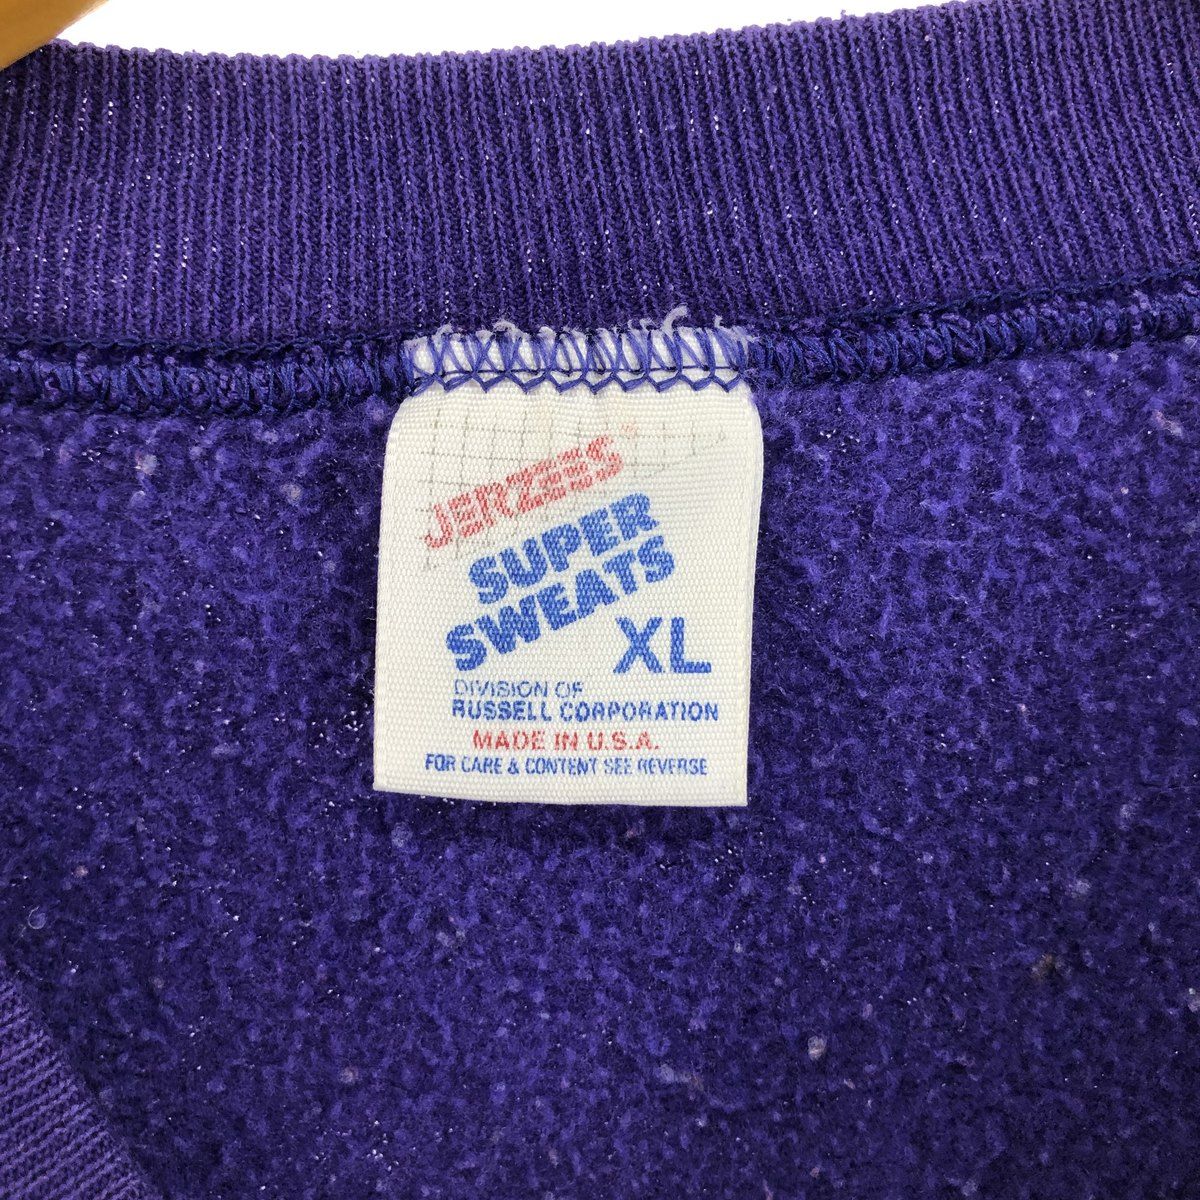 JERZEES®
SUPER
SWEATS
XL
DIVISION OF
RUSSELL CORPORATION
MADE IN U.S.A.
FOR CARE & CONTENT SEE REVERSE